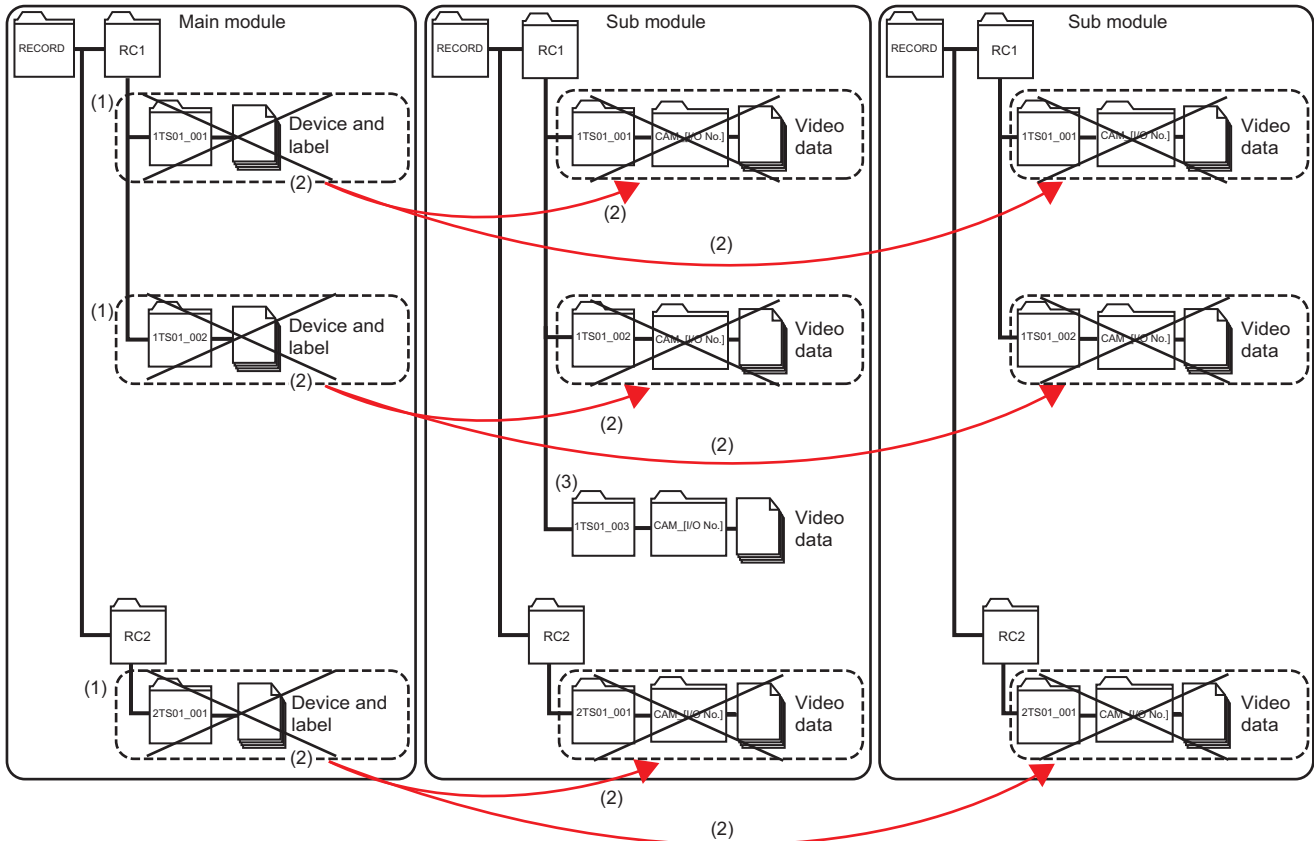 Main module
RECORD
RC1
(1)
1TS01_001
Device and
label
(2)
(1)
1TS01_002
Device and
label
(2)
RC2
(1)
2TS01_001
Device and
label
(2)
Sub module
RECORD
RC1
1TS01_001
CAM_[I/O No.]
Video
data
(2)
(2)
1TS01_002
CAM_[I/O No.]
Video
data
(2)
(2)
(3)
1TS01_003
CAM_[I/O No.]
Video
data
RC2
2TS01_001
CAM_[I/O No.]
Video
data
(2)
(2)
Sub module
RECORD
RC1
1TS01_001
CAM_[I/O No.]
Video
data
1TS01_002
CAM_[I/O No.]
Video
data
RC2
2TS01_001
CAM_[I/O No.]
Video
data